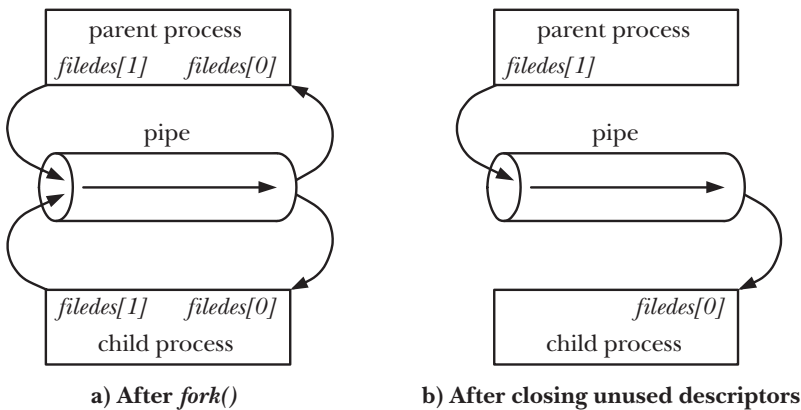 parent process
filedes[1] filedes[0]
pipe
filedes[1] filedes[0]
child process
a) After fork()
parent process
filedes[1]
pipe
filedes[0]
child process
b) After closing unused descriptors